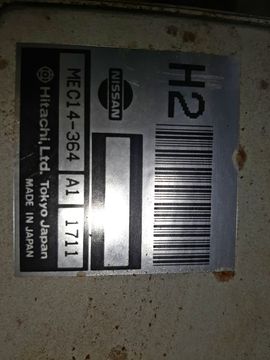 H2
NISSAN
MEC14-364 A1 1711
Hitachi, Ltd. Tokyo Japan
MADE IN JAPAN